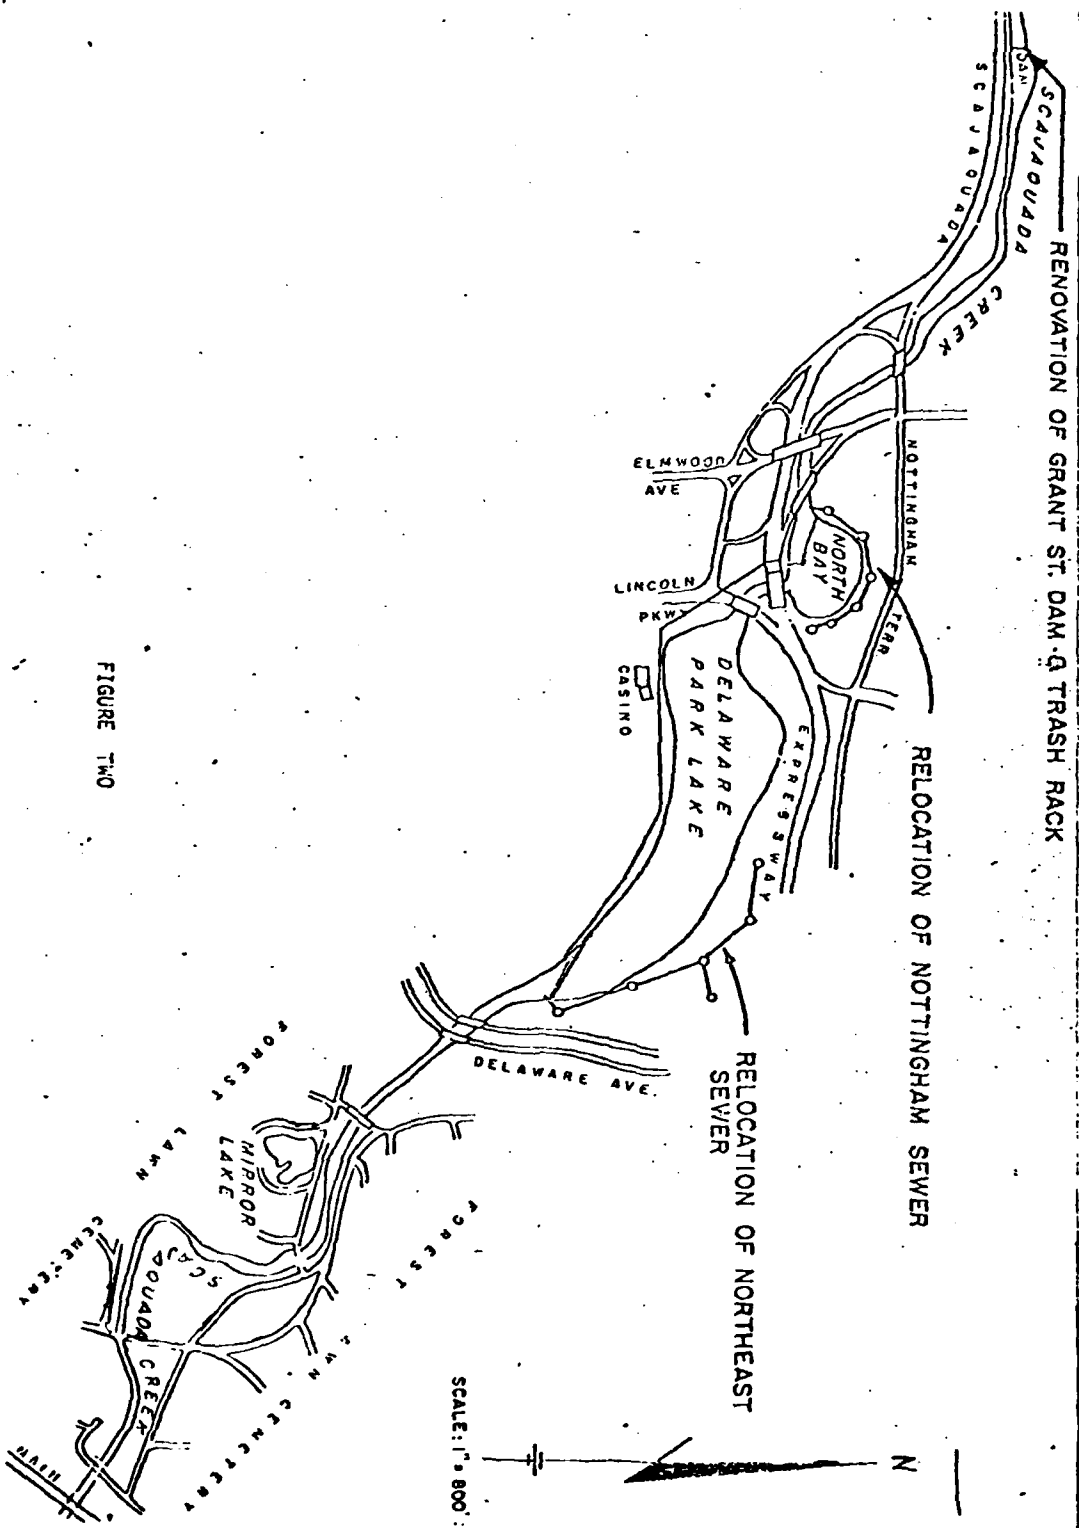 RENOVATION OF GRANT ST. DAM & TRASH RACK
DAM
SCAJAQUADA
CREEK
SCAJAQUADA
NOTTINGHAM
TERR.
RELOCATION OF NOTTINGHAM SEWER
NORTH
BAY
ELMWOOD
AVE
LINCOLN
PKWY
EXPRESSWAY
DELAWARE
PARK LAKE
CASINO
RELOCATION OF NORTHEAST
SEWER
DELAWARE AVE.
FOREST
LAWN
CEMETERY
MIRROR
LAKE
FOREST
CEMETERY
SCAJ
CREEK
MAIN
N
SCALE: 1" = 800'
FIGURE TWO